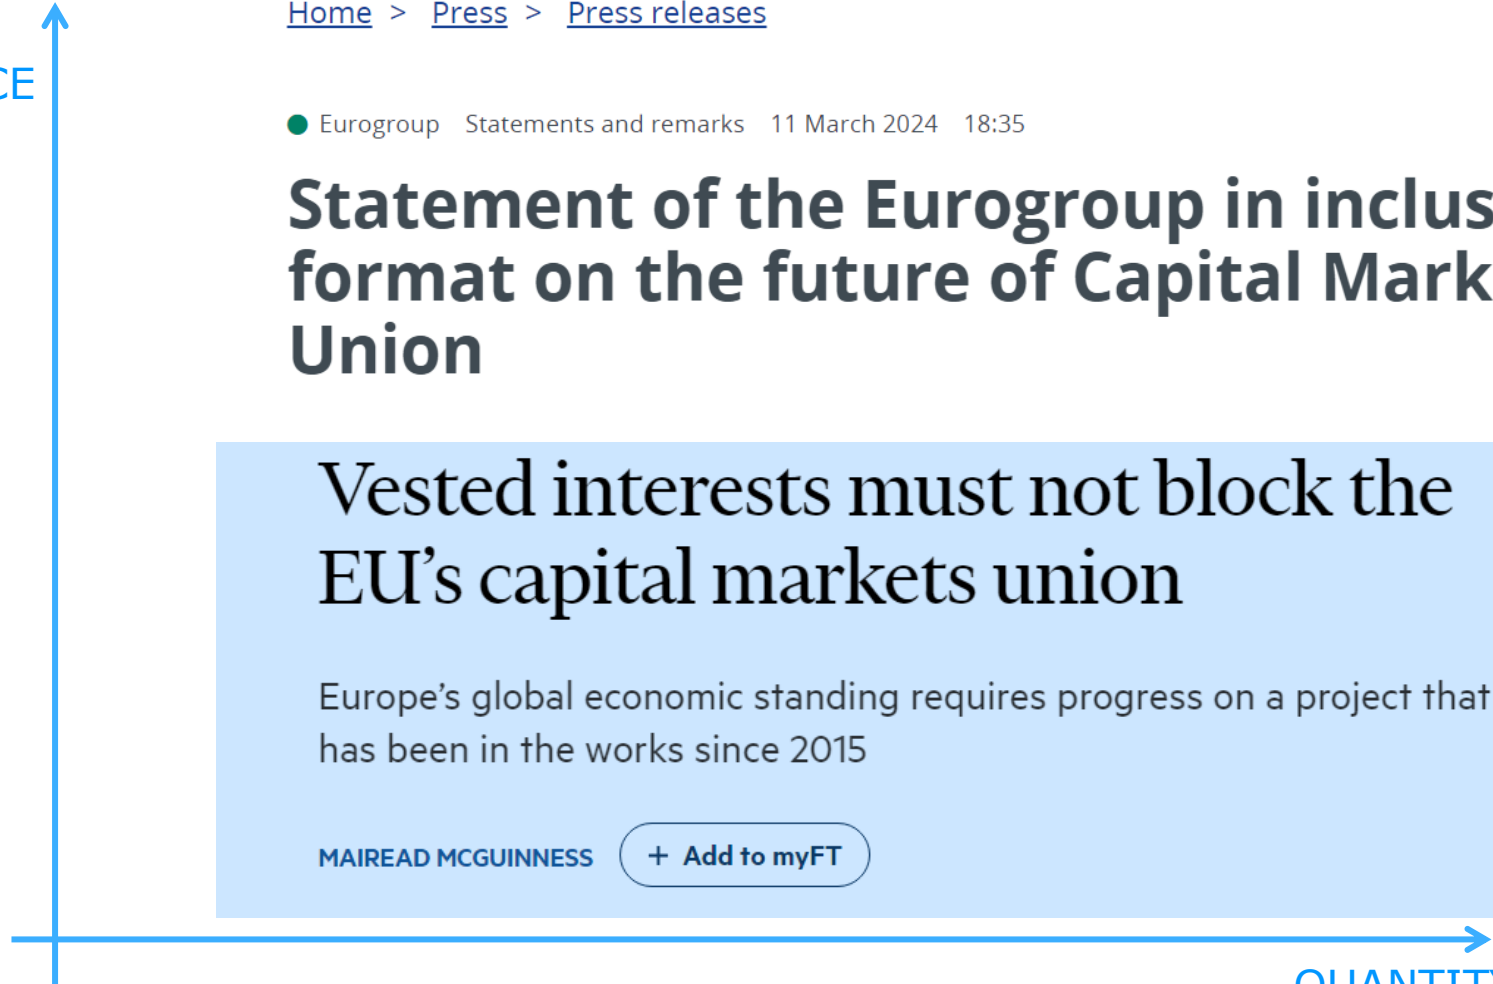 Home > Press > Press releases
CE
Eurogroup Statements and remarks 11 March 2024 18:35
Statement of the Eurogroup in inclus
format on the future of Capital Mark
Union
Vested interests must not block the
EU’s capital markets union
Europe’s global economic standing requires progress on a project that
has been in the works since 2015
MAIREAD MCGUINNESS + Add to myFT
QUANTITY